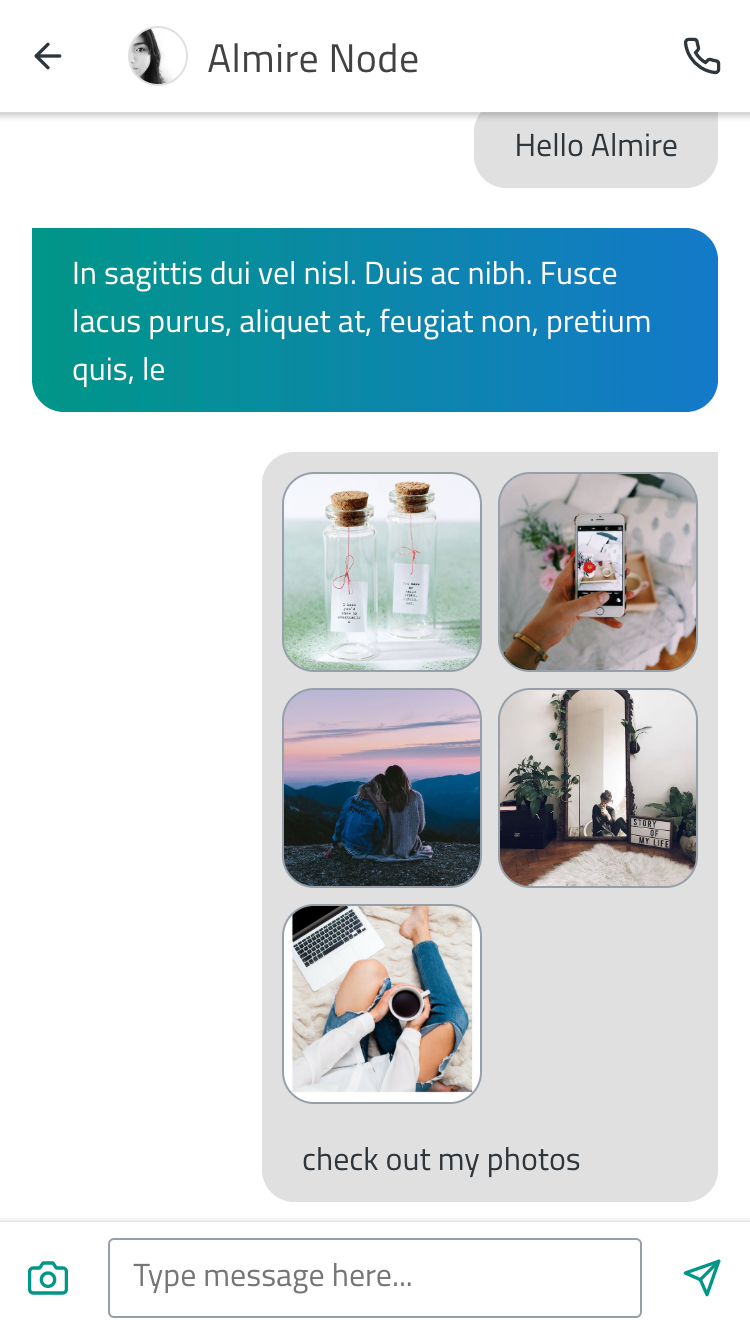 Almire Node
Hello Almire
In sagittis dui vel nisl. Duis ac nibh. Fusce
lacus purus, aliquet at, feugiat non, pretium
quis, le
STORY
OF
MY LIFE
check out my photos
Type message here...